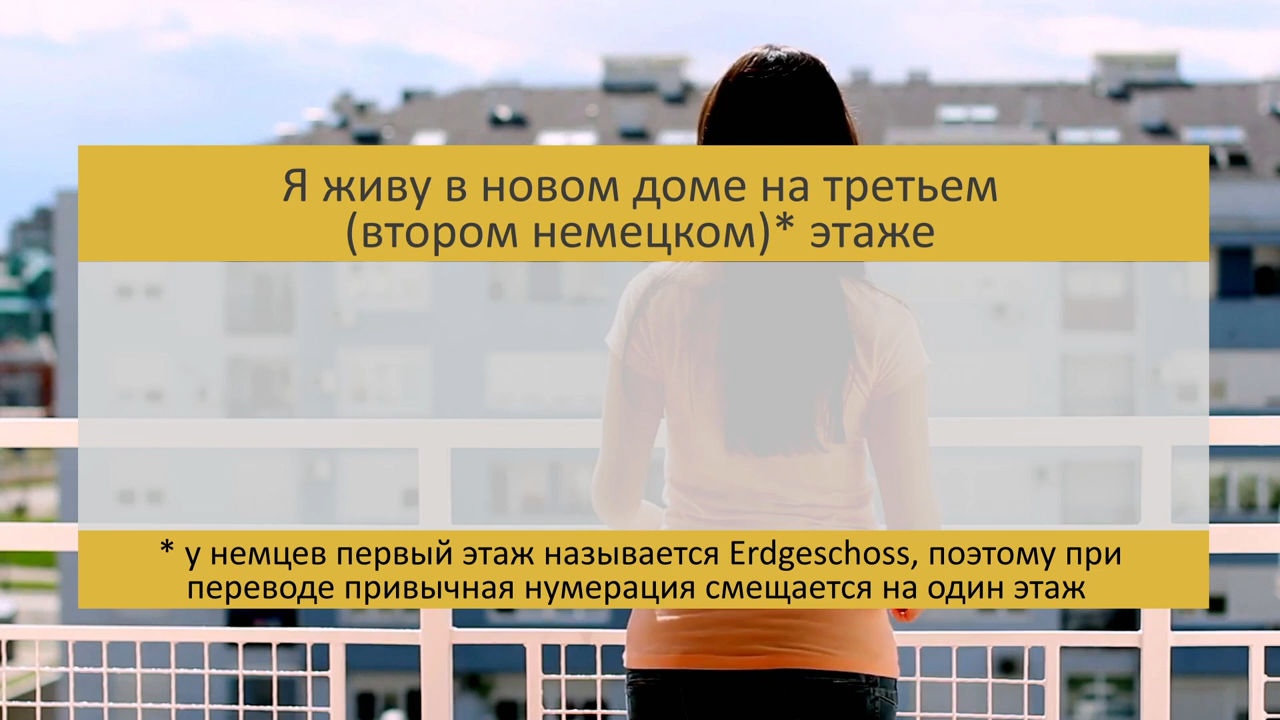 Я живу в новом доме на третьем
(втором немецком)* этаже
* у немцев первый этаж называется Erdgeschoss, поэтому при
переводе привычная нумерация смещается на один этаж